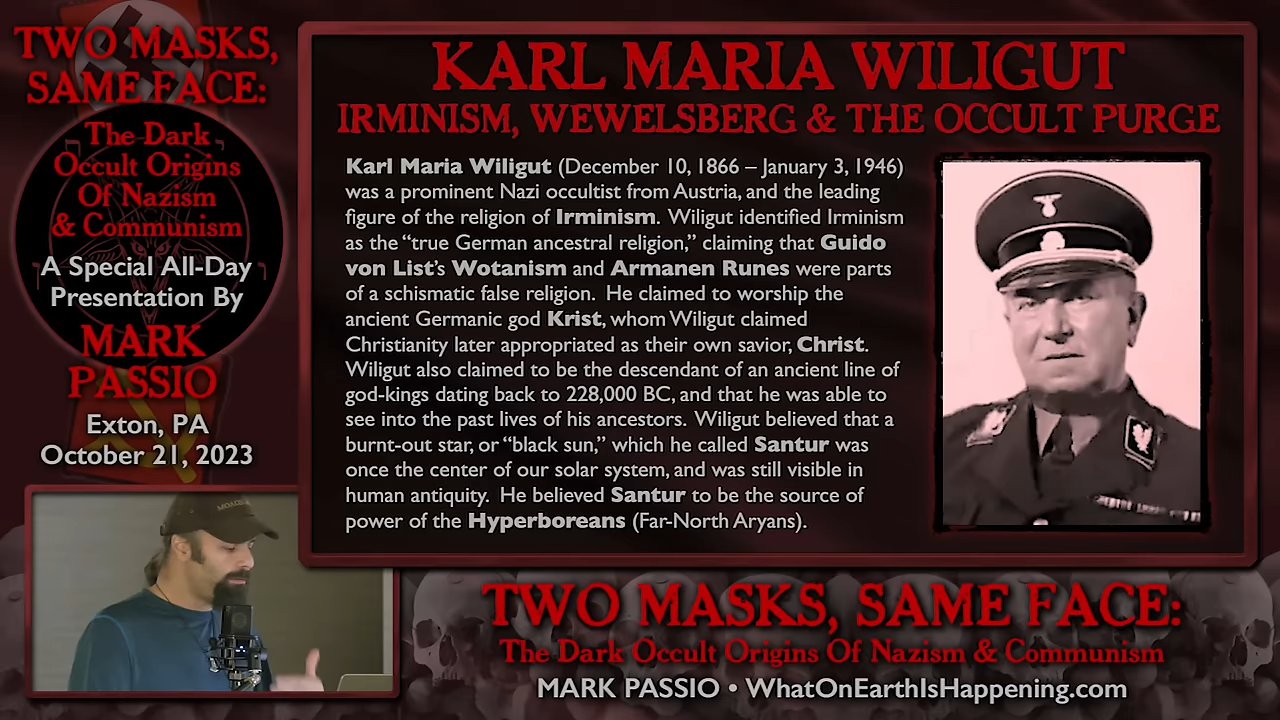 TWO MASKS,
SAME FACE:
The Dark
Occult Origins
Of Nazism
& Communism
A Special All-Day
Presentation By
MARK
PASSIO
Exton, PA
October 21, 2023
KARL MARIA WILIGUT
IRMINISM, WEWELSBERG & THE OCCULT PURGE
Karl Maria Wiligut (December 10, 1866 – January 3, 1946)
was a prominent Nazi occultist from Austria, and the leading
figure of the religion of Irminism. Wiligut identified Irminism
as the “true German ancestral religion,” claiming that Guido
von List’s Wotanism and Armanen Runes were parts
of a schismatic false religion. He claimed to worship the
ancient Germanic god Krist, whom Wiligut claimed
Christianity later appropriated as their own savior, Christ.
Wiligut also claimed to be the descendant of an ancient line of
god-kings dating back to 228,000 BC, and that he was able to
see into the past lives of his ancestors. Wiligut believed that a
burnt-out star, or “black sun,” which he called Santur was
once the center of our solar system, and was still visible in
human antiquity. He believed Santur to be the source of
power of the Hyperboreans (Far-North Aryans).
TWO MASKS, SAME FACE:
The Dark Occult Origins Of Nazism & Communism
MARK PASSIO • WhatOnEarthIsHappening.com